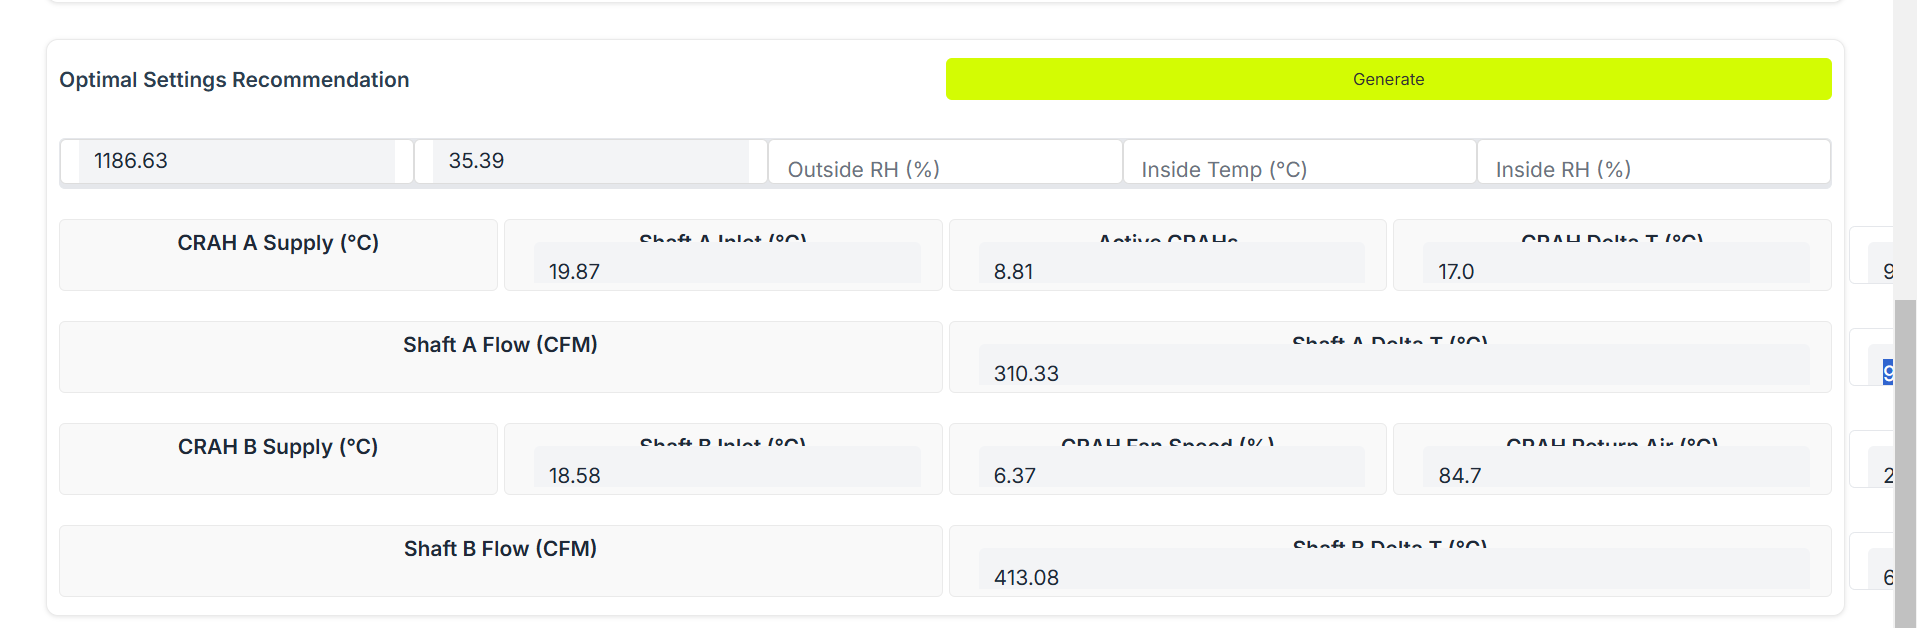 Optimal Settings Recommendation
Generate
1186.63 35.39 Outside RH (%) Inside Temp (°C) Inside RH (%)
CRAH A Supply (°C) Shaft A Inlet (°C) Active CRAHs CRAH Delta T (°C)
19.87 8.81 17.0 9
Shaft A Flow (CFM) Shaft A Delta T (°C)
310.33 9
CRAH B Supply (°C) Shaft B Inlet (°C) CRAH Fan Speed (%) CRAH Return Air (°C)
18.58 6.37 84.7 2
Shaft B Flow (CFM) Shaft B Delta T (°C)
413.08 6